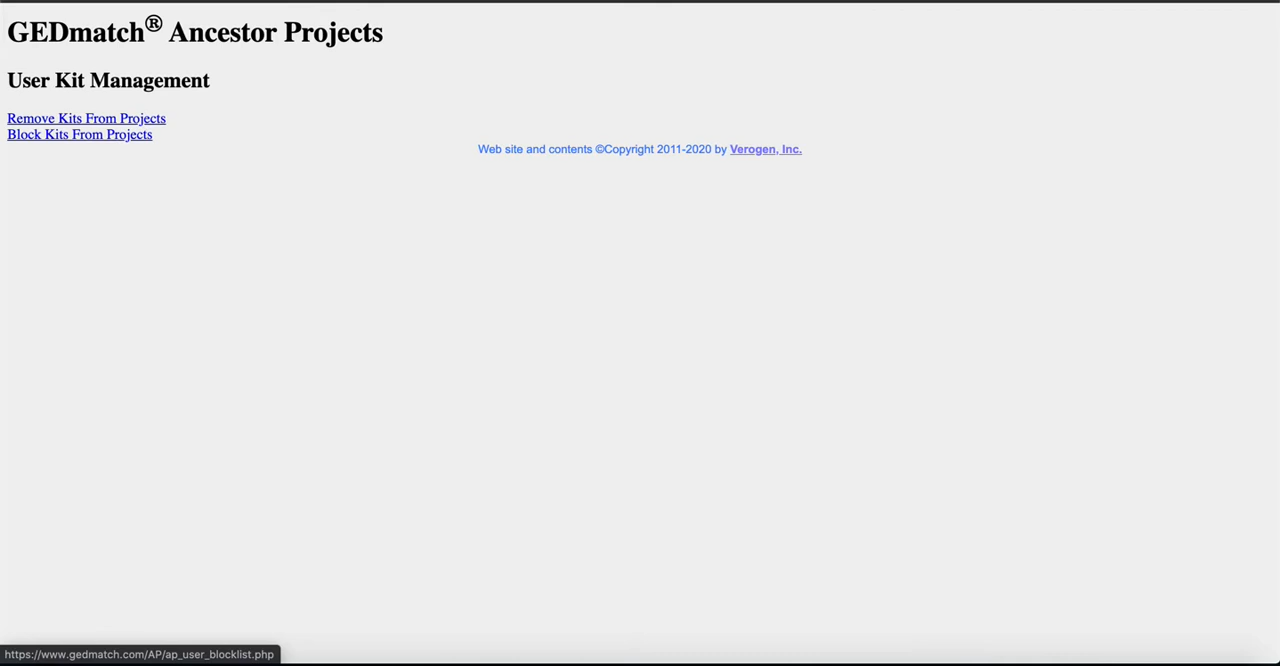 GEDmatch® Ancestor Projects
User Kit Management
Remove Kits From Projects
Block Kits From Projects
Web site and contents ©Copyright 2011-2020 by Verogen, Inc.
https://www.gedmatch.com/AP/ap_user_blocklist.php